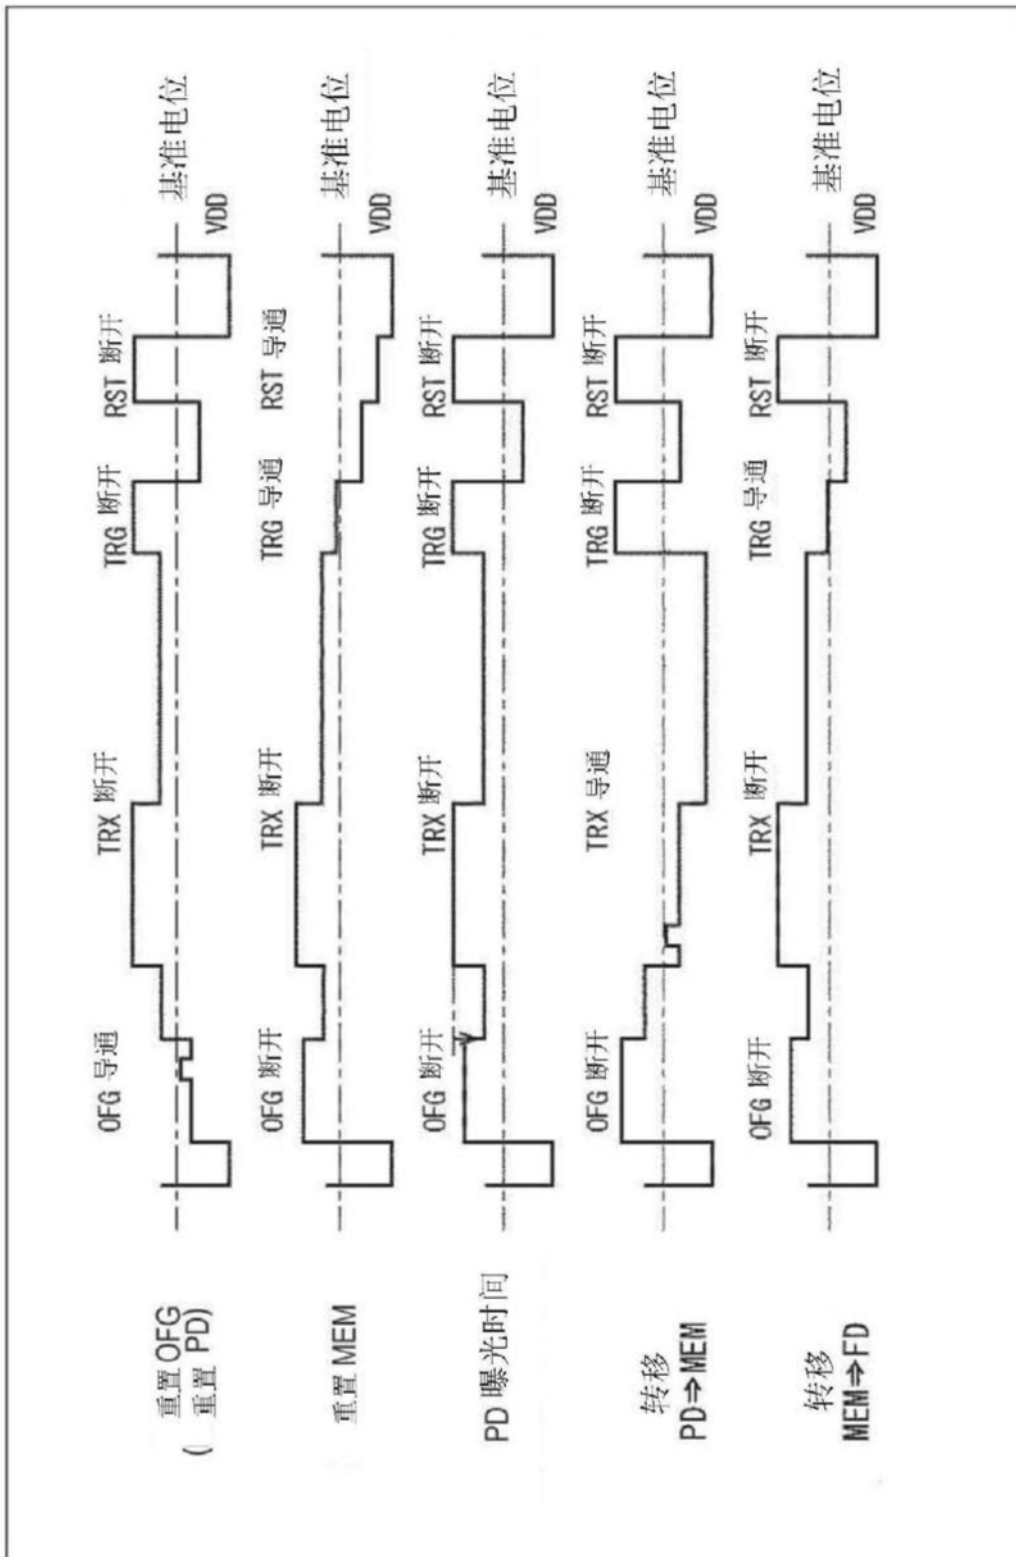 重置 OFG
( 重置 PD)
OFG 导通
TRX 断开
TRG 断开
RST 断开
基准电位
VDD
重置 MEM
OFG 断开
TRX 断开
TRG 导通
RST 导通
基准电位
VDD
PD 曝光时间
OFG 断开
TRX 断开
TRG 断开
RST 断开
基准电位
VDD
转移
PD⇒MEM
OFG 断开
TRX 导通
TRG 断开
RST 断开
基准电位
VDD
转移
MEM⇒FD
OFG 断开
TRX 断开
TRG 导通
RST 断开
基准电位
VDD